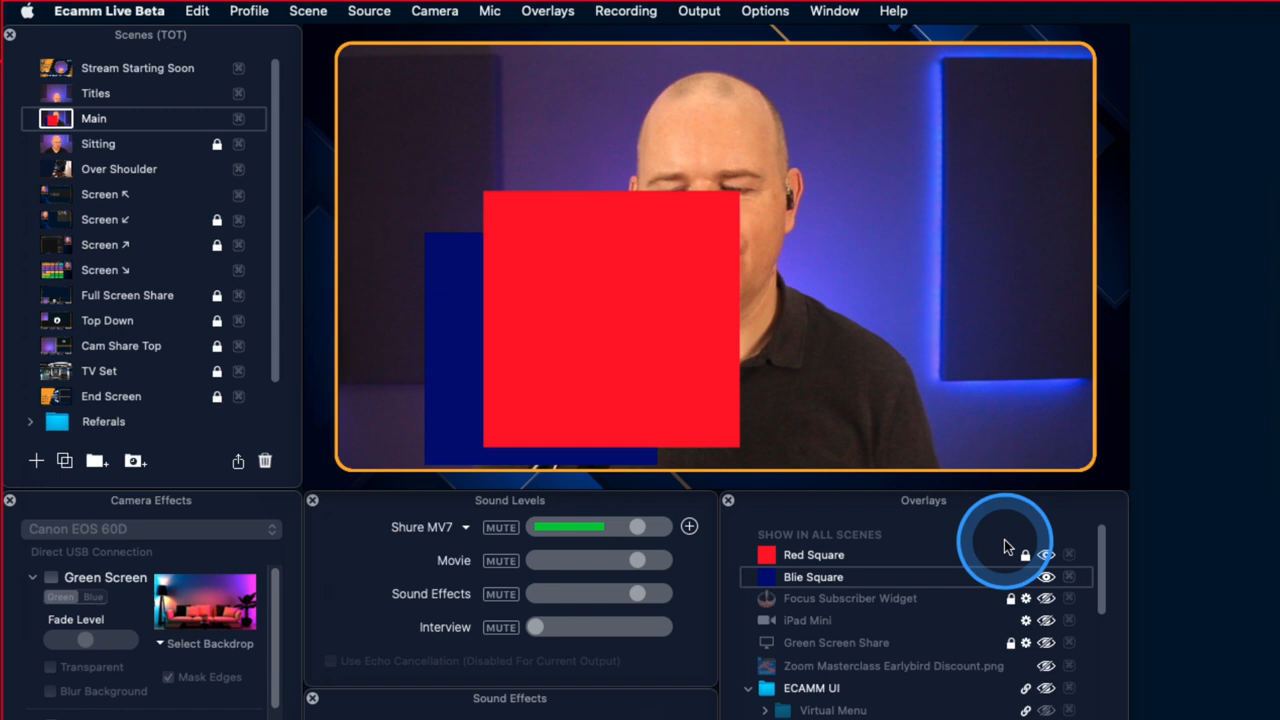 Ecamm Live Beta Edit Profile Scene Source Camera Mic Overlays Recording Output Options Window Help
Scenes (TOT)
Stream Starting Soon
Titles
Main
Sitting
Over Shoulder
Screen ↖
Screen ↙
Screen ↗
Screen ↘
Full Screen Share
Top Down
Cam Share Top
TV Set
End Screen
Referals
Camera Effects
Canon EOS 60D
Direct USB Connection
Green Screen
Green Blue
Fade Level
Select Backdrop
Transparent
Mask Edges
Blur Background
Sound Levels
Shure MV7 MUTE
Movie MUTE
Sound Effects MUTE
Interview MUTE
Use Echo Cancellation (Disabled For Current Output)
Sound Effects
Overlays
SHOW IN ALL SCENES
Red Square
Blie Square
Focus Subscriber Widget
iPad Mini
Green Screen Share
Zoom Masterclass Earlybird Discount.png
ECAMM UI
Virtual Menu